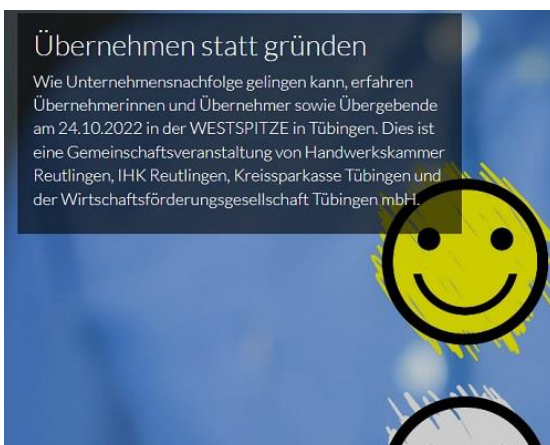 Übernehmen statt gründen
Wie Unternehmensnachfolge gelingen kann, erfahren
Übernehmerinnen und Übernehmer sowie Übergebende
am 24.10.2022 in der WESTSPITZE in Tübingen. Dies ist
eine Gemeinschaftsveranstaltung von Handwerkskammer
Reutlingen, IHK Reutlingen, Kreissparkasse Tübingen und
der Wirtschaftsförderungsgesellschaft Tübingen mbH.